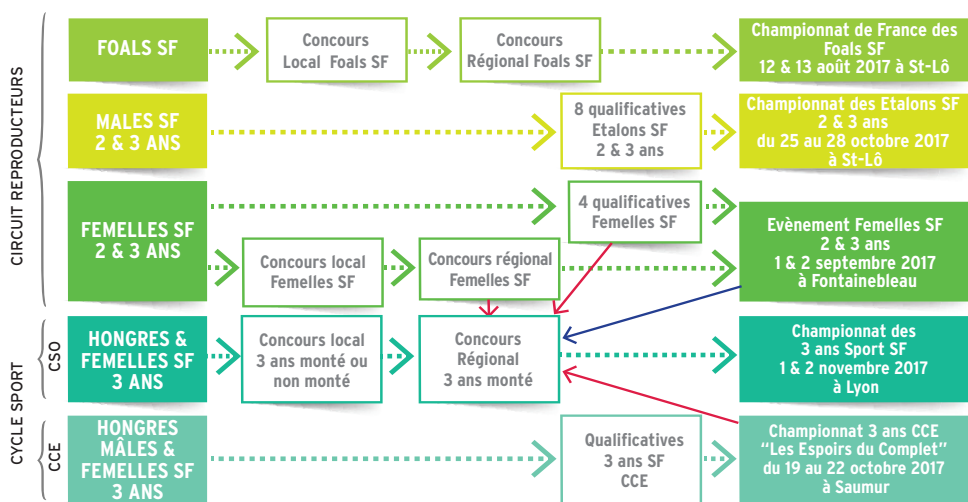 CIRCUIT REPRODUCTEURS
FOALS SF
Concours
Local Foals SF
Concours
Régional Foals SF
Championnat de France des
Foals SF
12 & 13 août 2017 à St-Lô
MALES SF
2 & 3 ANS
8 qualificatives
Etalons SF
2 & 3 ans
Championnat des Etalons SF
2 & 3 ans
du 25 au 28 octobre 2017
à St-Lô
FEMELLES SF
2 & 3 ANS
4 qualificatives
Femelles SF
Concours local
Femelles SF
Concours régional
Femelles SF
Evènement Femelles SF
2 & 3 ans
1 & 2 septembre 2017
à Fontainebleau
CYCLE SPORT
CSO
HONGRES &
FEMELLES SF
3 ANS
Concours local
3 ans monté ou
non monté
Concours
Régional
3 ans monté
Championnat des
3 ans Sport SF
1 & 2 novembre 2017
à Lyon
CCE
HONGRES
MÂLES &
FEMELLES SF
3 ANS
Qualificatives
3 ans SF
CCE
Championnat 3 ans CCE
“Les Espoirs du Complet”
du 19 au 22 octobre 2017
à Saumur